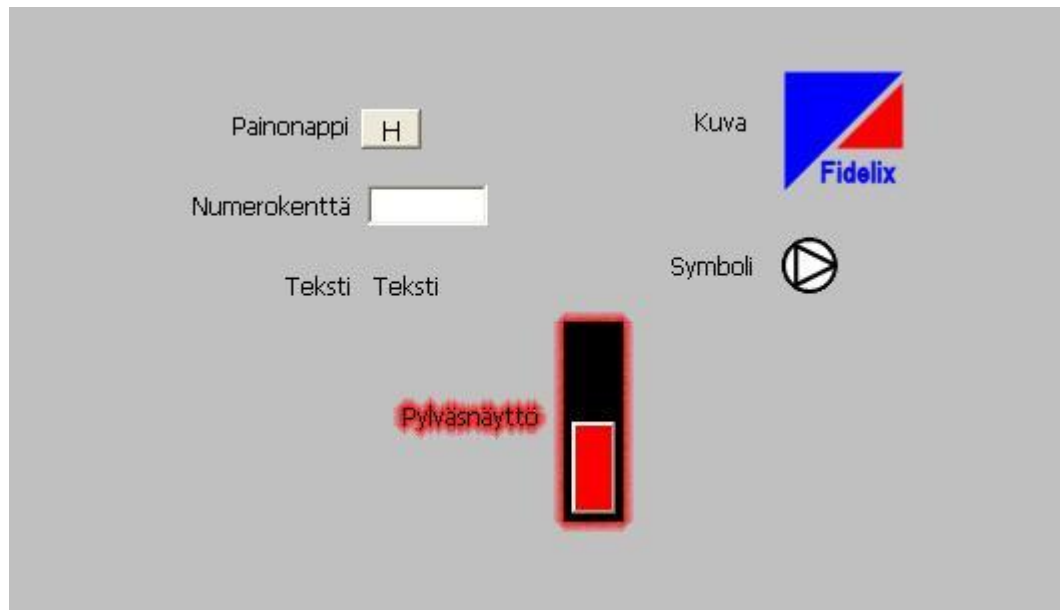 Painonappi H
Numerokenttä
Teksti Teksti
Pylväsnäyttö
Kuva
Fidelix
Symboli